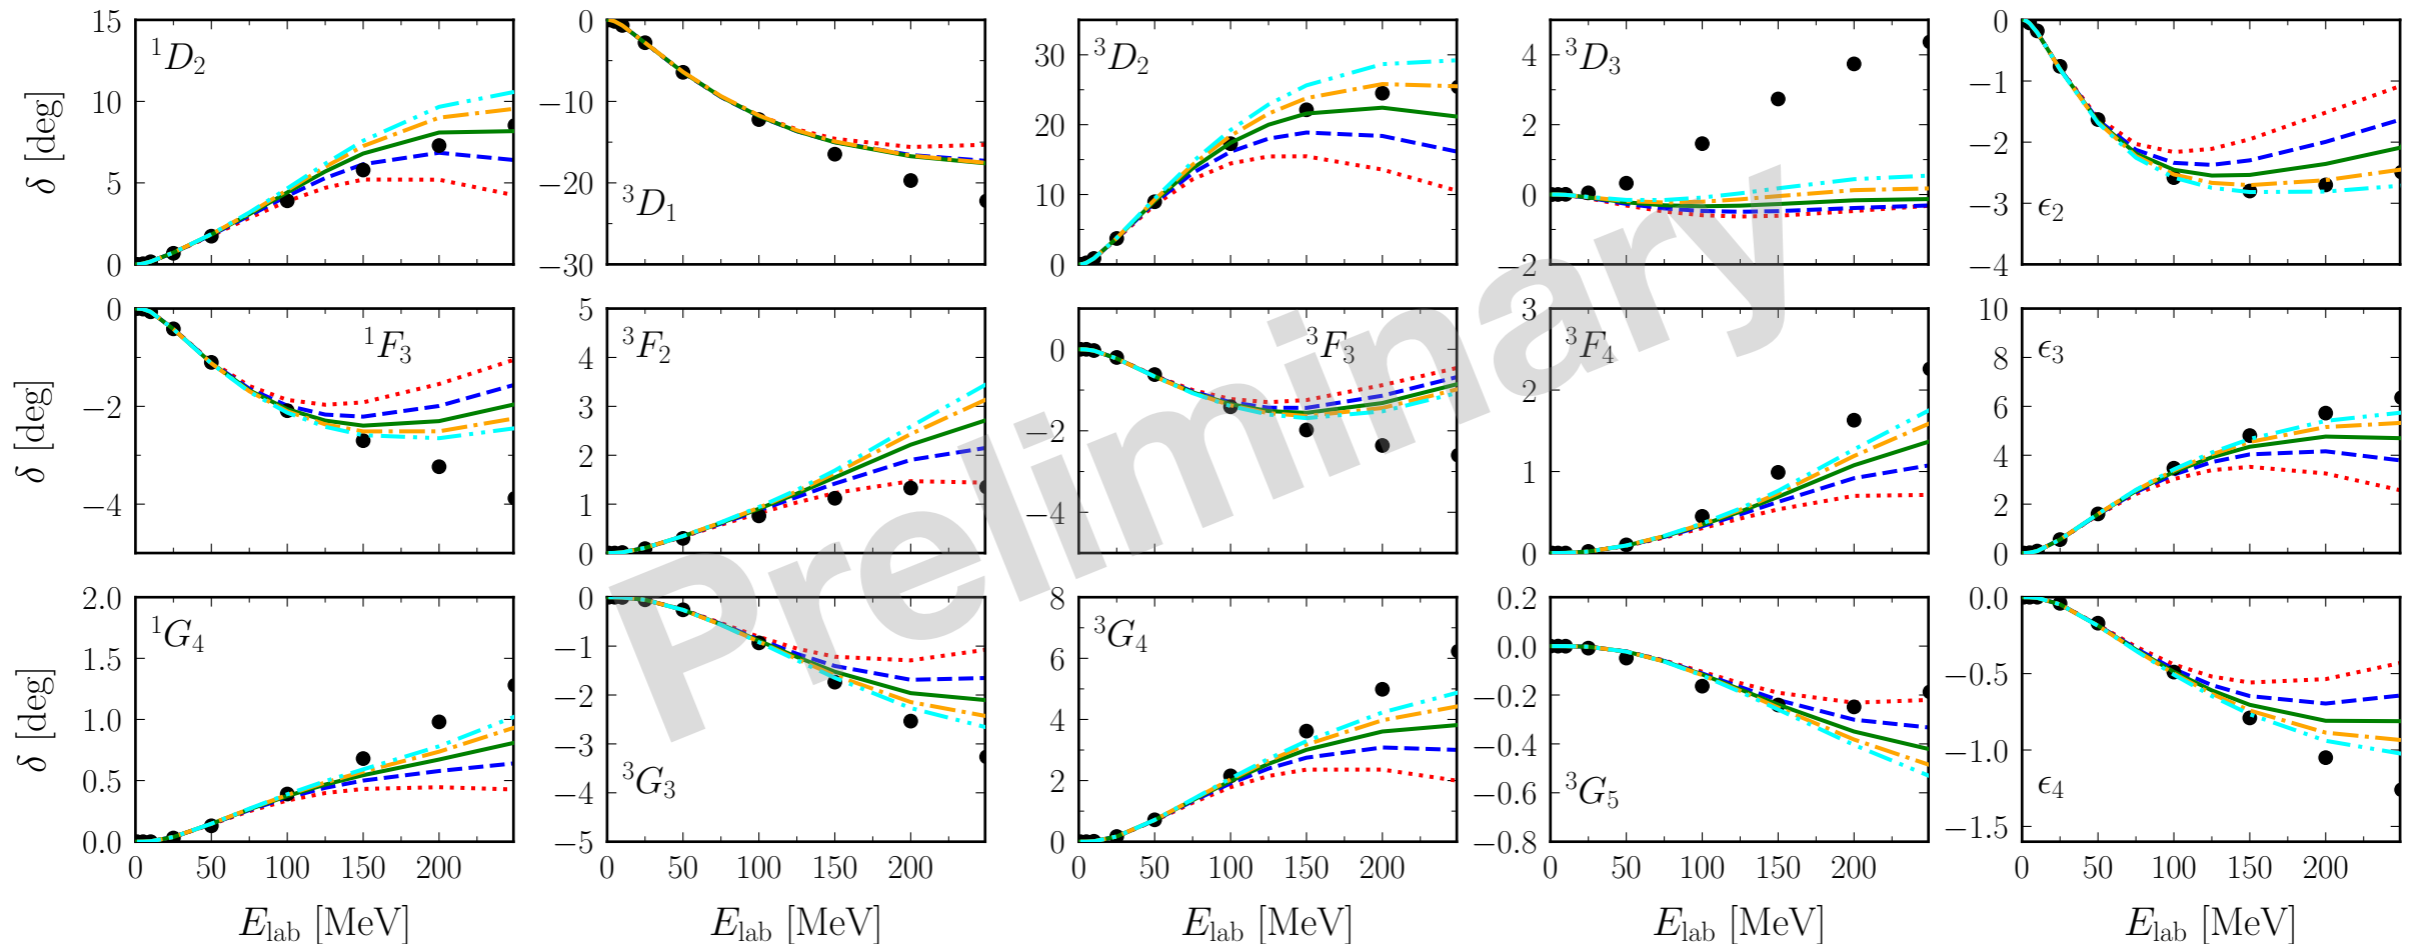 δ [deg]
15
10
5
0
¹D₂
0
−10
−20
−30
³D₁
30
20
10
0
³D₂
4
2
0
−2
³D₃
0
−1
−2
−3
−4
ϵ₂
δ [deg]
0
−2
−4
¹F₃
5
4
3
2
1
0
³F₂
0
−2
−4
³F₃
3
2
1
0
³F₄
10
8
6
4
2
0
ϵ₃
Preliminary
δ [deg]
2.0
1.5
1.0
0.5
0.0
¹G₄
0
−1
−2
−3
−4
−5
³G₃
8
6
4
2
0
³G₄
0.2
0.0
−0.2
−0.4
−0.6
−0.8
³G₅
0.0
−0.5
−1.0
−1.5
ϵ₄
0 50 100 150 200
0 50 100 150 200
0 50 100 150 200
0 50 100 150 200
0 50 100 150 200
E_lab [MeV]
E_lab [MeV]
E_lab [MeV]
E_lab [MeV]
E_lab [MeV]